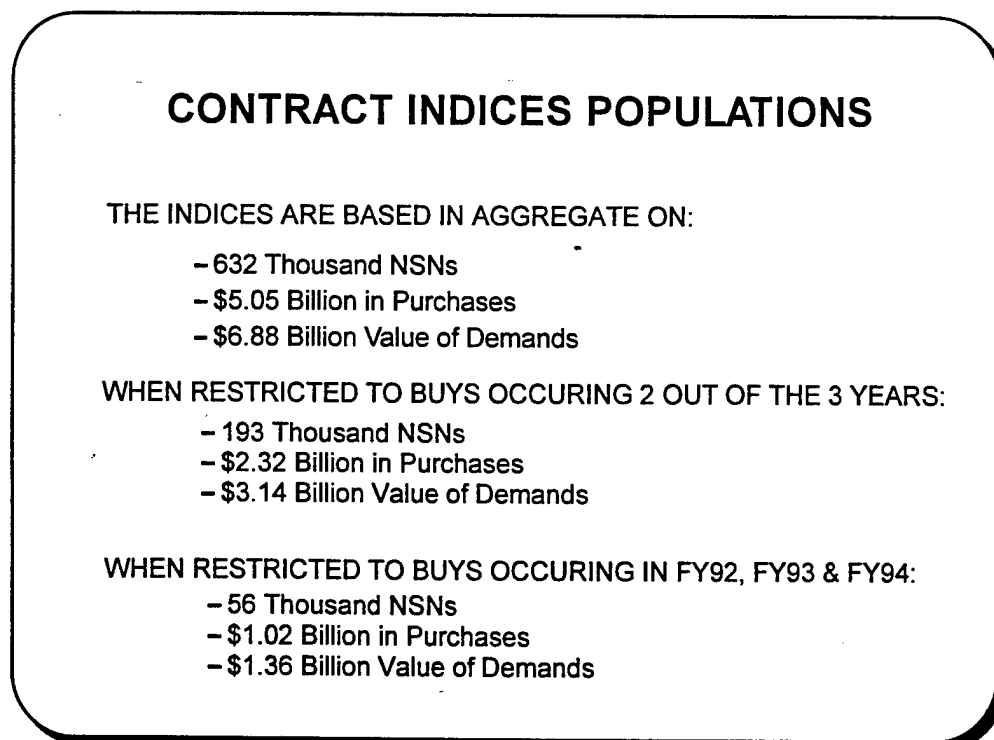 CONTRACT INDICES POPULATIONS
THE INDICES ARE BASED IN AGGREGATE ON:
– 632 Thousand NSNs
– $5.05 Billion in Purchases
– $6.88 Billion Value of Demands
WHEN RESTRICTED TO BUYS OCCURING 2 OUT OF THE 3 YEARS:
– 193 Thousand NSNs
– $2.32 Billion in Purchases
– $3.14 Billion Value of Demands
WHEN RESTRICTED TO BUYS OCCURING IN FY92, FY93 & FY94:
– 56 Thousand NSNs
– $1.02 Billion in Purchases
– $1.36 Billion Value of Demands